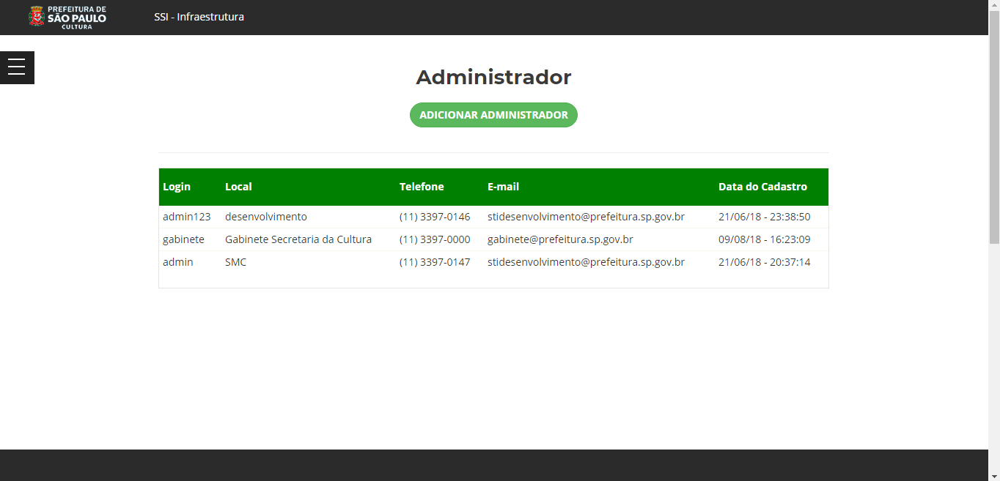 PREFEITURA DE
SÃO PAULO
CULTURA
SSI - Infraestrutura
Administrador
ADICIONAR ADMINISTRADOR
Login Local Telefone E-mail Data do Cadastro
admin123 desenvolvimento (11) 3397-0146 stidesenvolvimento@prefeitura.sp.gov.br 21/06/18 - 23:38:50
gabinete Gabinete Secretaria da Cultura (11) 3397-0000 gabinete@prefeitura.sp.gov.br 09/08/18 - 16:23:09
admin SMC (11) 3397-0147 stidesenvolvimento@prefeitura.sp.gov.br 21/06/18 - 20:37:14